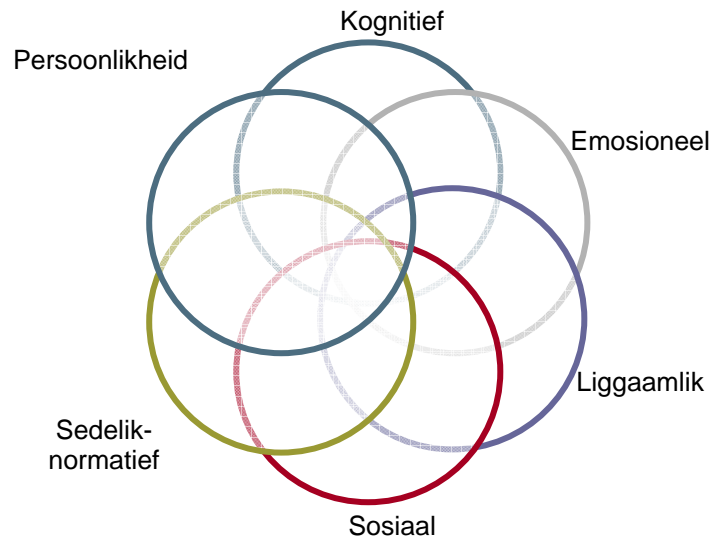 Kognitief
Persoonlikheid
Emosioneel
Liggaamlik
Sedelik-
normatief
Sosiaal